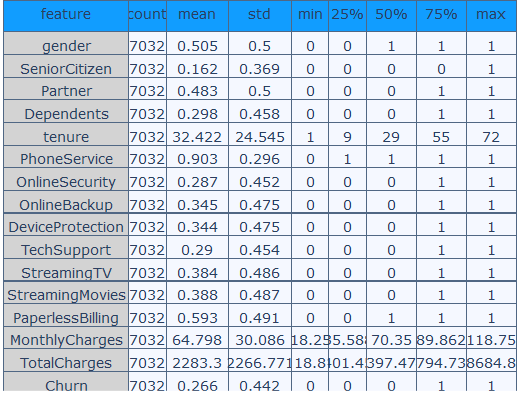 feature count mean std min 25% 50% 75% max
gender 7032 0.505 0.5 0 0 1 1 1
SeniorCitizen 7032 0.162 0.369 0 0 0 0 1
Partner 7032 0.483 0.5 0 0 0 1 1
Dependents 7032 0.298 0.458 0 0 0 1 1
tenure 7032 32.422 24.545 1 9 29 55 72
PhoneService 7032 0.903 0.296 0 1 1 1 1
OnlineSecurity 7032 0.287 0.452 0 0 0 1 1
OnlineBackup 7032 0.345 0.475 0 0 0 1 1
DeviceProtection 7032 0.344 0.475 0 0 0 1 1
TechSupport 7032 0.29 0.454 0 0 0 1 1
StreamingTV 7032 0.384 0.486 0 0 0 1 1
StreamingMovies 7032 0.388 0.487 0 0 0 1 1
PaperlessBilling 7032 0.593 0.491 0 0 1 1 1
MonthlyCharges 7032 64.798 30.086 18.25 70.35 89.862 118.75
TotalCharges 7032 2283.3 2266.771 18.8 8684.8
Churn 7032 0.266 0.442 0 0 0 1 1